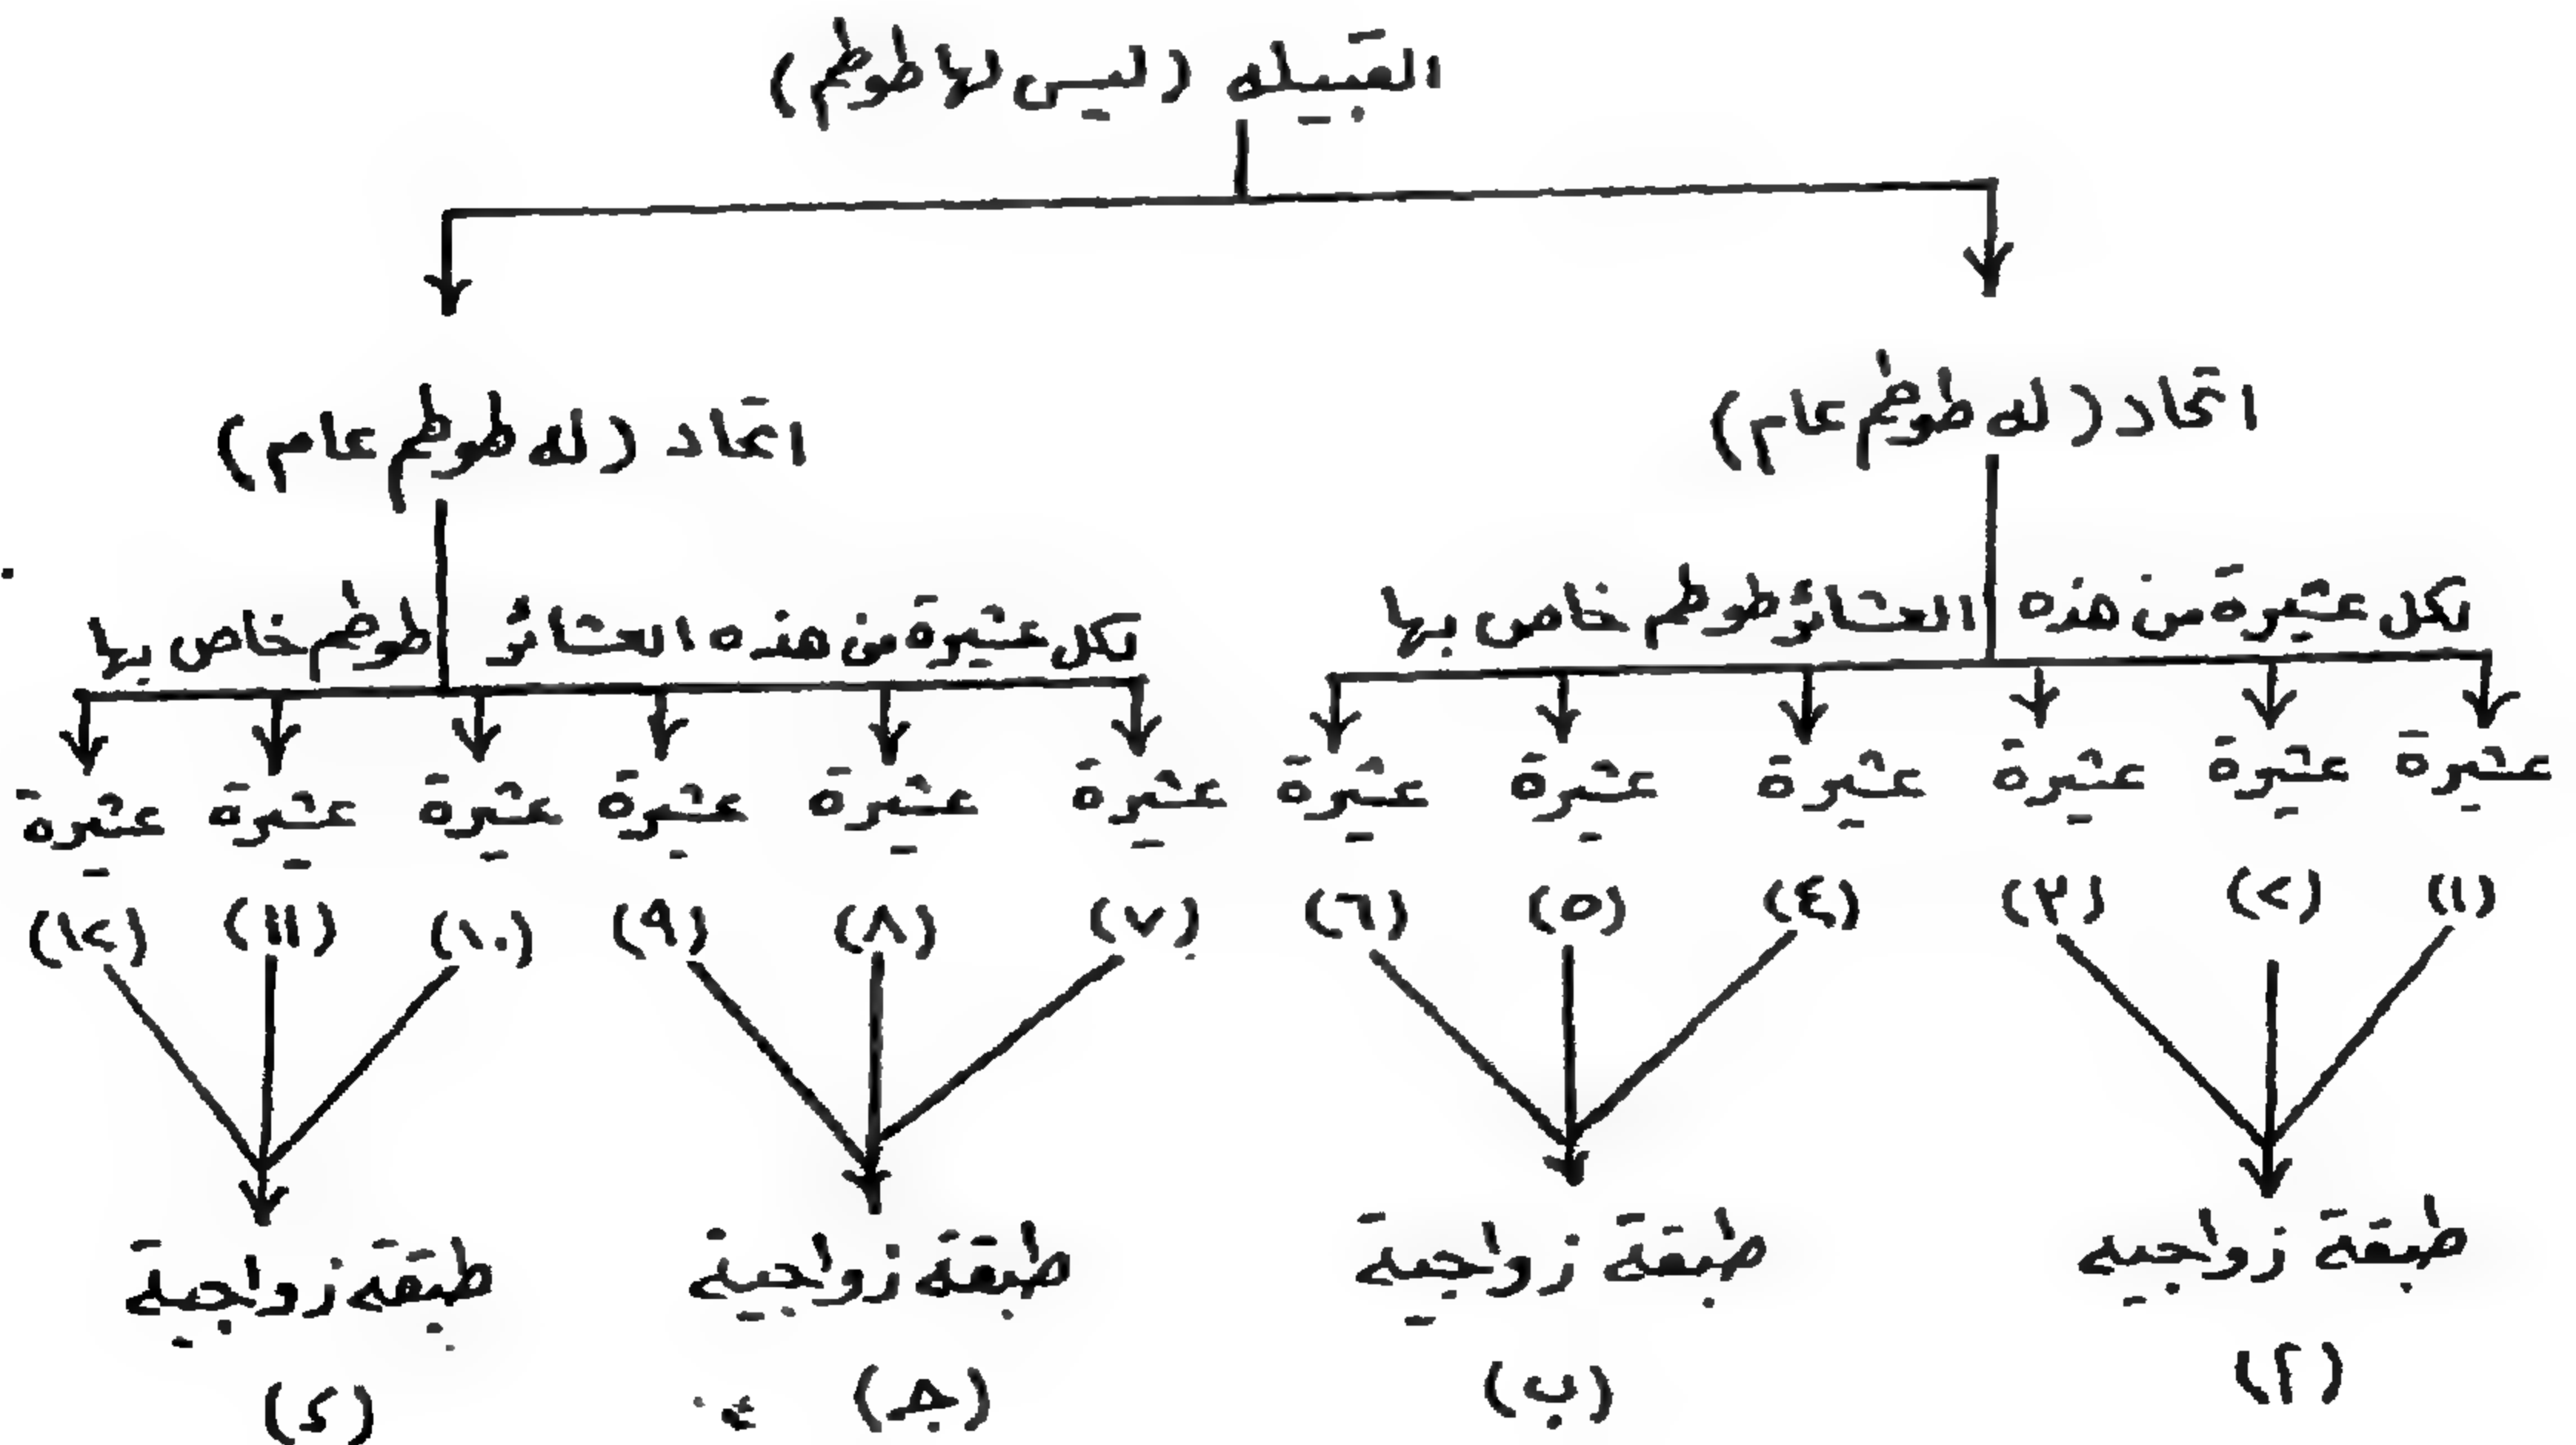 القبيله (ليس لها طوطم)
اتحاد (له طوطم عام)
اتحاد (له طوطم عام)
لكل عشيرة من هذه العشائر طوطم خاص بها
لكل عشيرة من هذه العشائر طوطم خاص بها
عشيرة عشيرة عشيرة عشيرة عشيرة عشيرة عشيرة عشيرة عشيرة عشيرة عشيرة عشيرة
(١) (٢) (٣) (٤) (٥) (٦) (٧) (٨) (٩) (١٠) (١١) (١٢)
طبقة زواجيه طبقة زواجية طبقة زواجية طبقة زواجية
(أ) (ب) (جـ) (د)